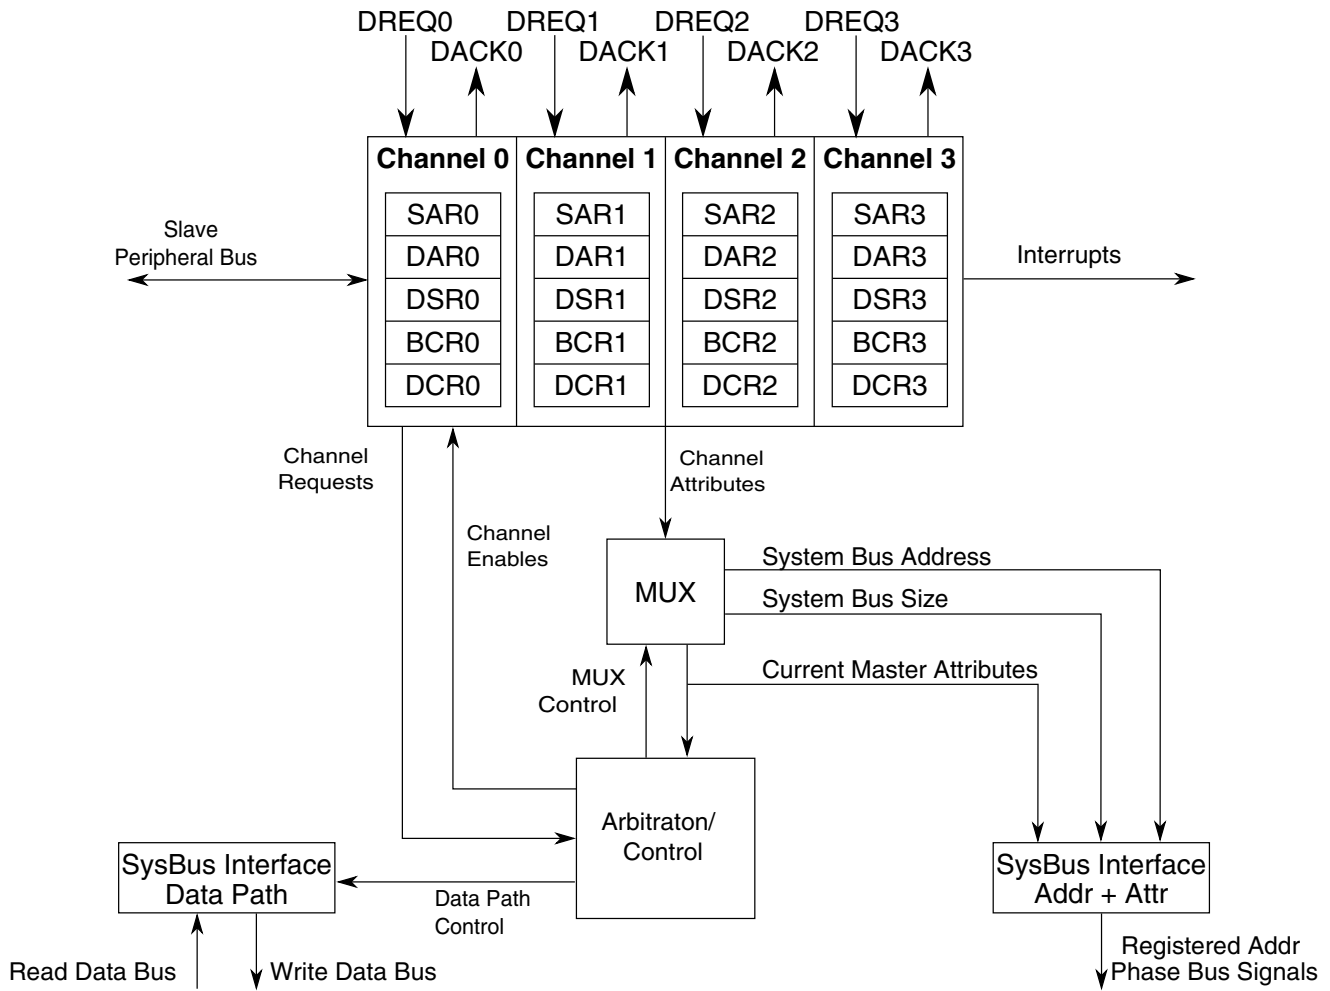 DREQ0 DREQ1 DREQ2 DREQ3
DACK0 DACK1 DACK2 DACK3
Channel 0 Channel 1 Channel 2 Channel 3
SAR0 SAR1 SAR2 SAR3
DAR0 DAR1 DAR2 DAR3
DSR0 DSR1 DSR2 DSR3
BCR0 BCR1 BCR2 BCR3
DCR0 DCR1 DCR2 DCR3
Slave
Peripheral Bus
Interrupts
Channel
Requests
Channel
Attributes
Channel
Enables
MUX
System Bus Address
System Bus Size
Current Master Attributes
MUX
Control
Arbitraton/
Control
SysBus Interface
Data Path
Data Path
Control
SysBus Interface
Addr + Attr
Read Data Bus
Write Data Bus
Registered Addr
Phase Bus Signals